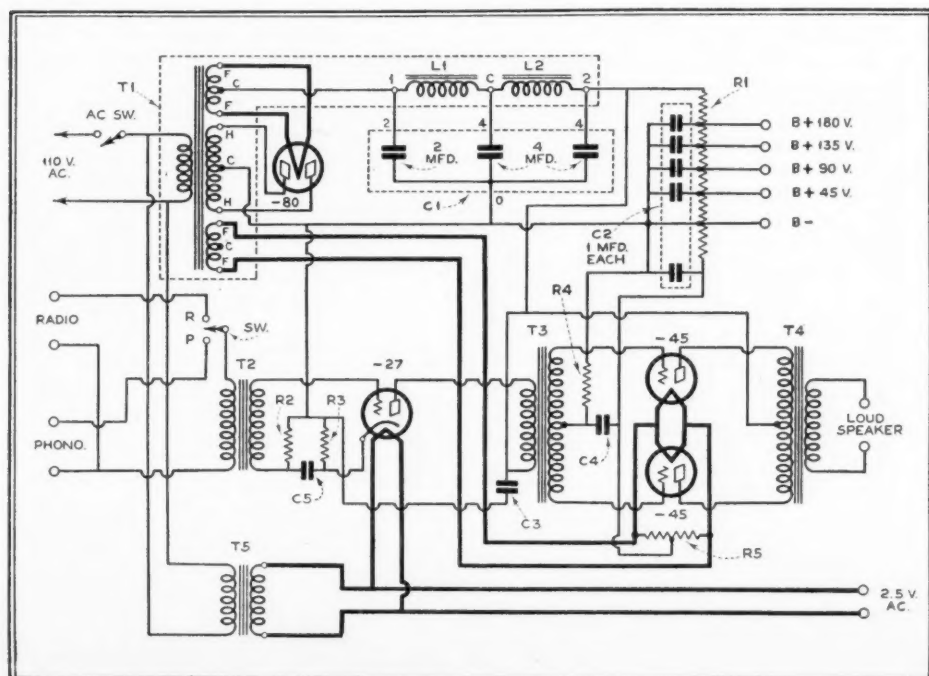 L1
L2
T1
F
C
F
1
C
2
R1
AC SW.
H
2
4
4
B+ 180 V.
110 V.
AC.
C
2
MFD.
4
MFD.
B+ 135 V.
B+ 90 V.
H
-80
C1
0
C2
1 MFD.
EACH
B+ 45 V.
B-
F
C
F
RADIO
R
P
SW.
R4
T3
-45
T4
T2
-27
R2
R3
PHONO.
C5
C4
LOUD
SPEAKER
C3
-45
R5
T5
2.5 V.
AC.